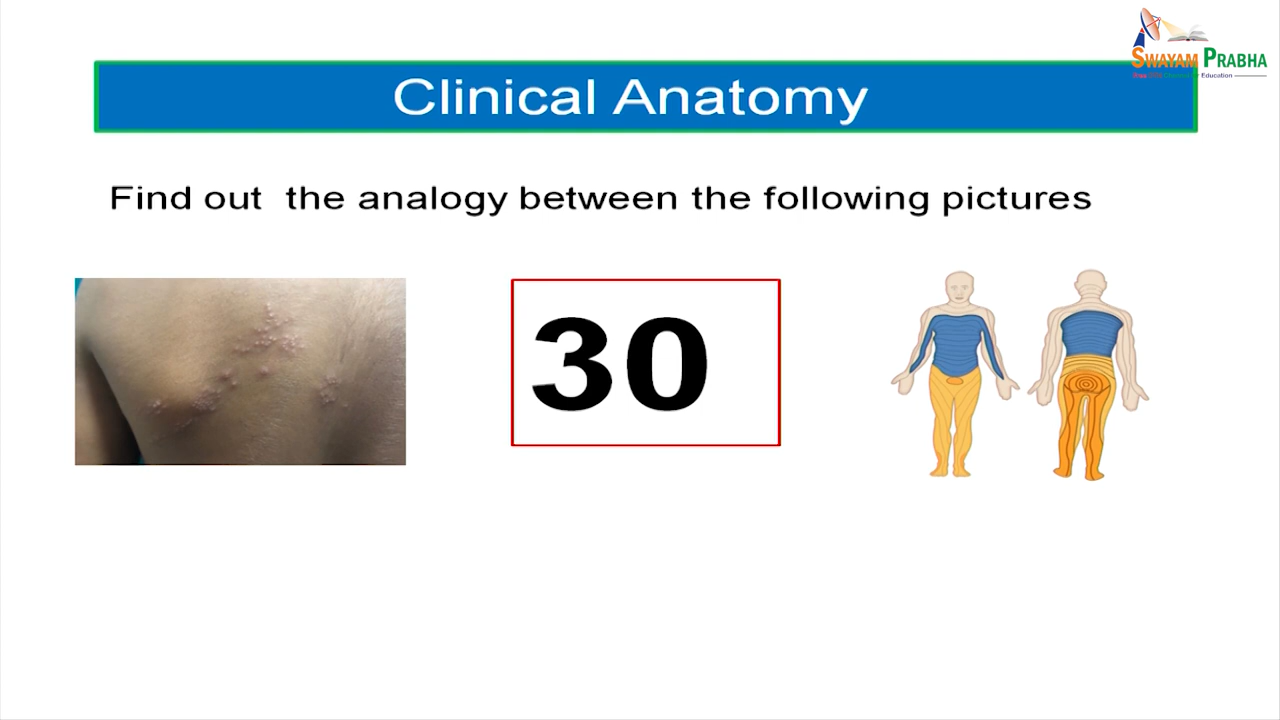 SWAYAM PRABHA
Clinical Anatomy
Find out the analogy between the following pictures
30